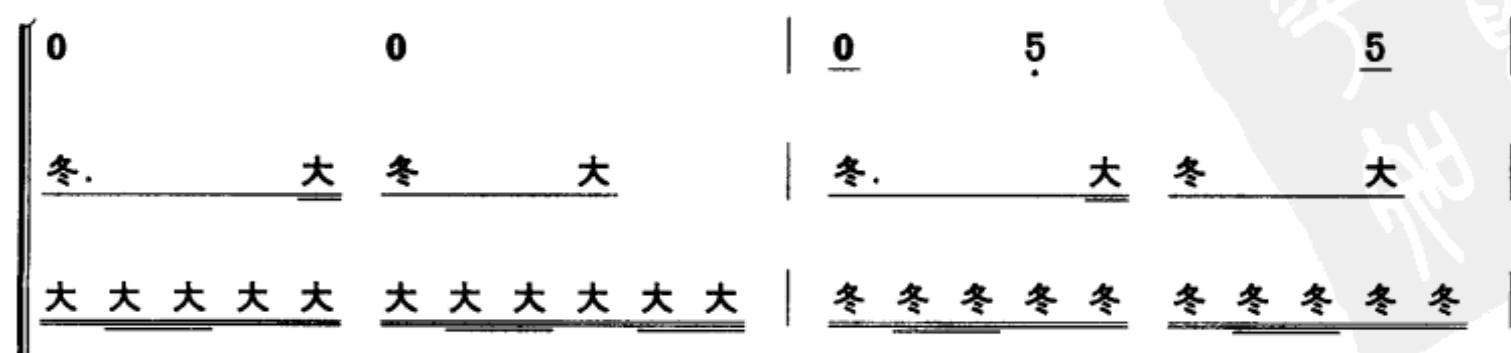 0 0 | 0 5̣ 5 |
冬. 大 冬 大 | 冬. 大 冬 大
大大大大大 大大大大大大 | 冬冬冬冬冬 冬冬冬冬冬 |